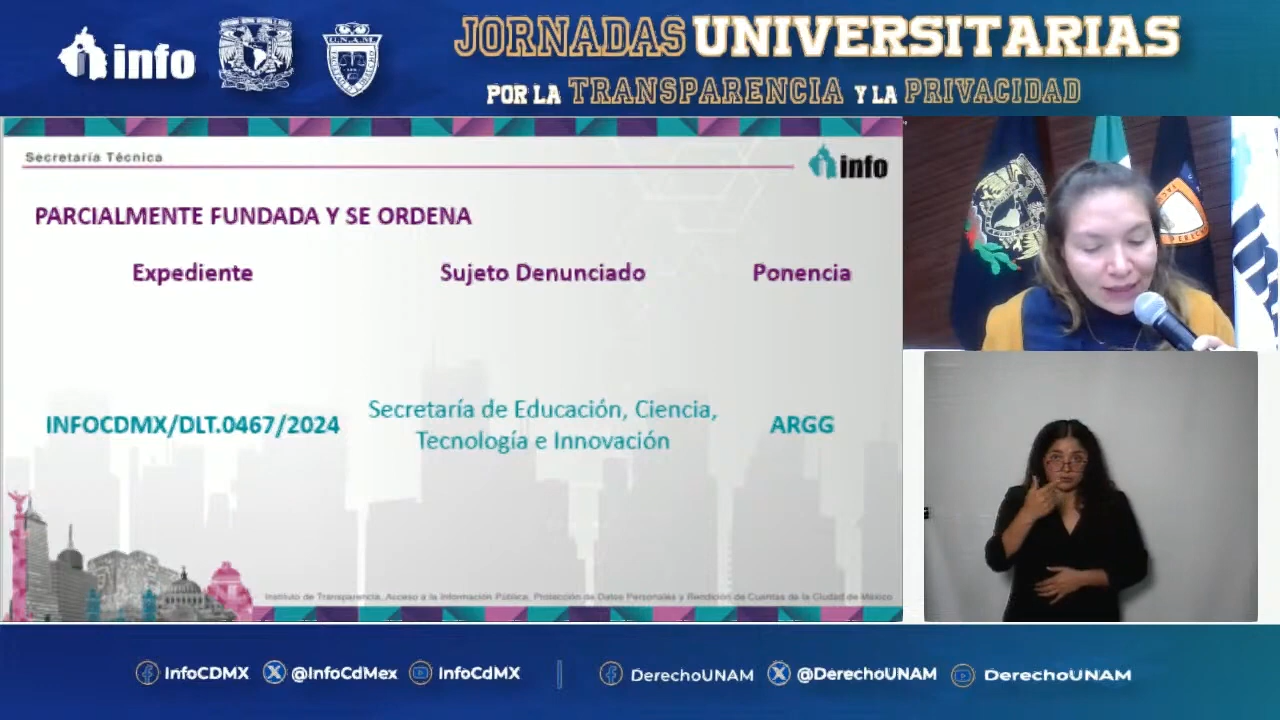 info
U.N.A.M.
JORNADAS UNIVERSITARIAS
POR LA TRANSPARENCIA Y LA PRIVACIDAD
Secretaría Técnica
info
PARCIALMENTE FUNDADA Y SE ORDENA
Expediente
Sujeto Denunciado
Ponencia
INFOCDMX/DLT.0467/2024
Secretaría de Educación, Ciencia,
Tecnología e Innovación
ARGG
Instituto de Transparencia, Acceso a la Información Pública, Protección de Datos Personales y Rendición de Cuentas de la Ciudad de México
InfoCDMX
@InfoCdMex
InfoCdMX
DerechoUNAM
@DerechoUNAM
DerechoUNAM